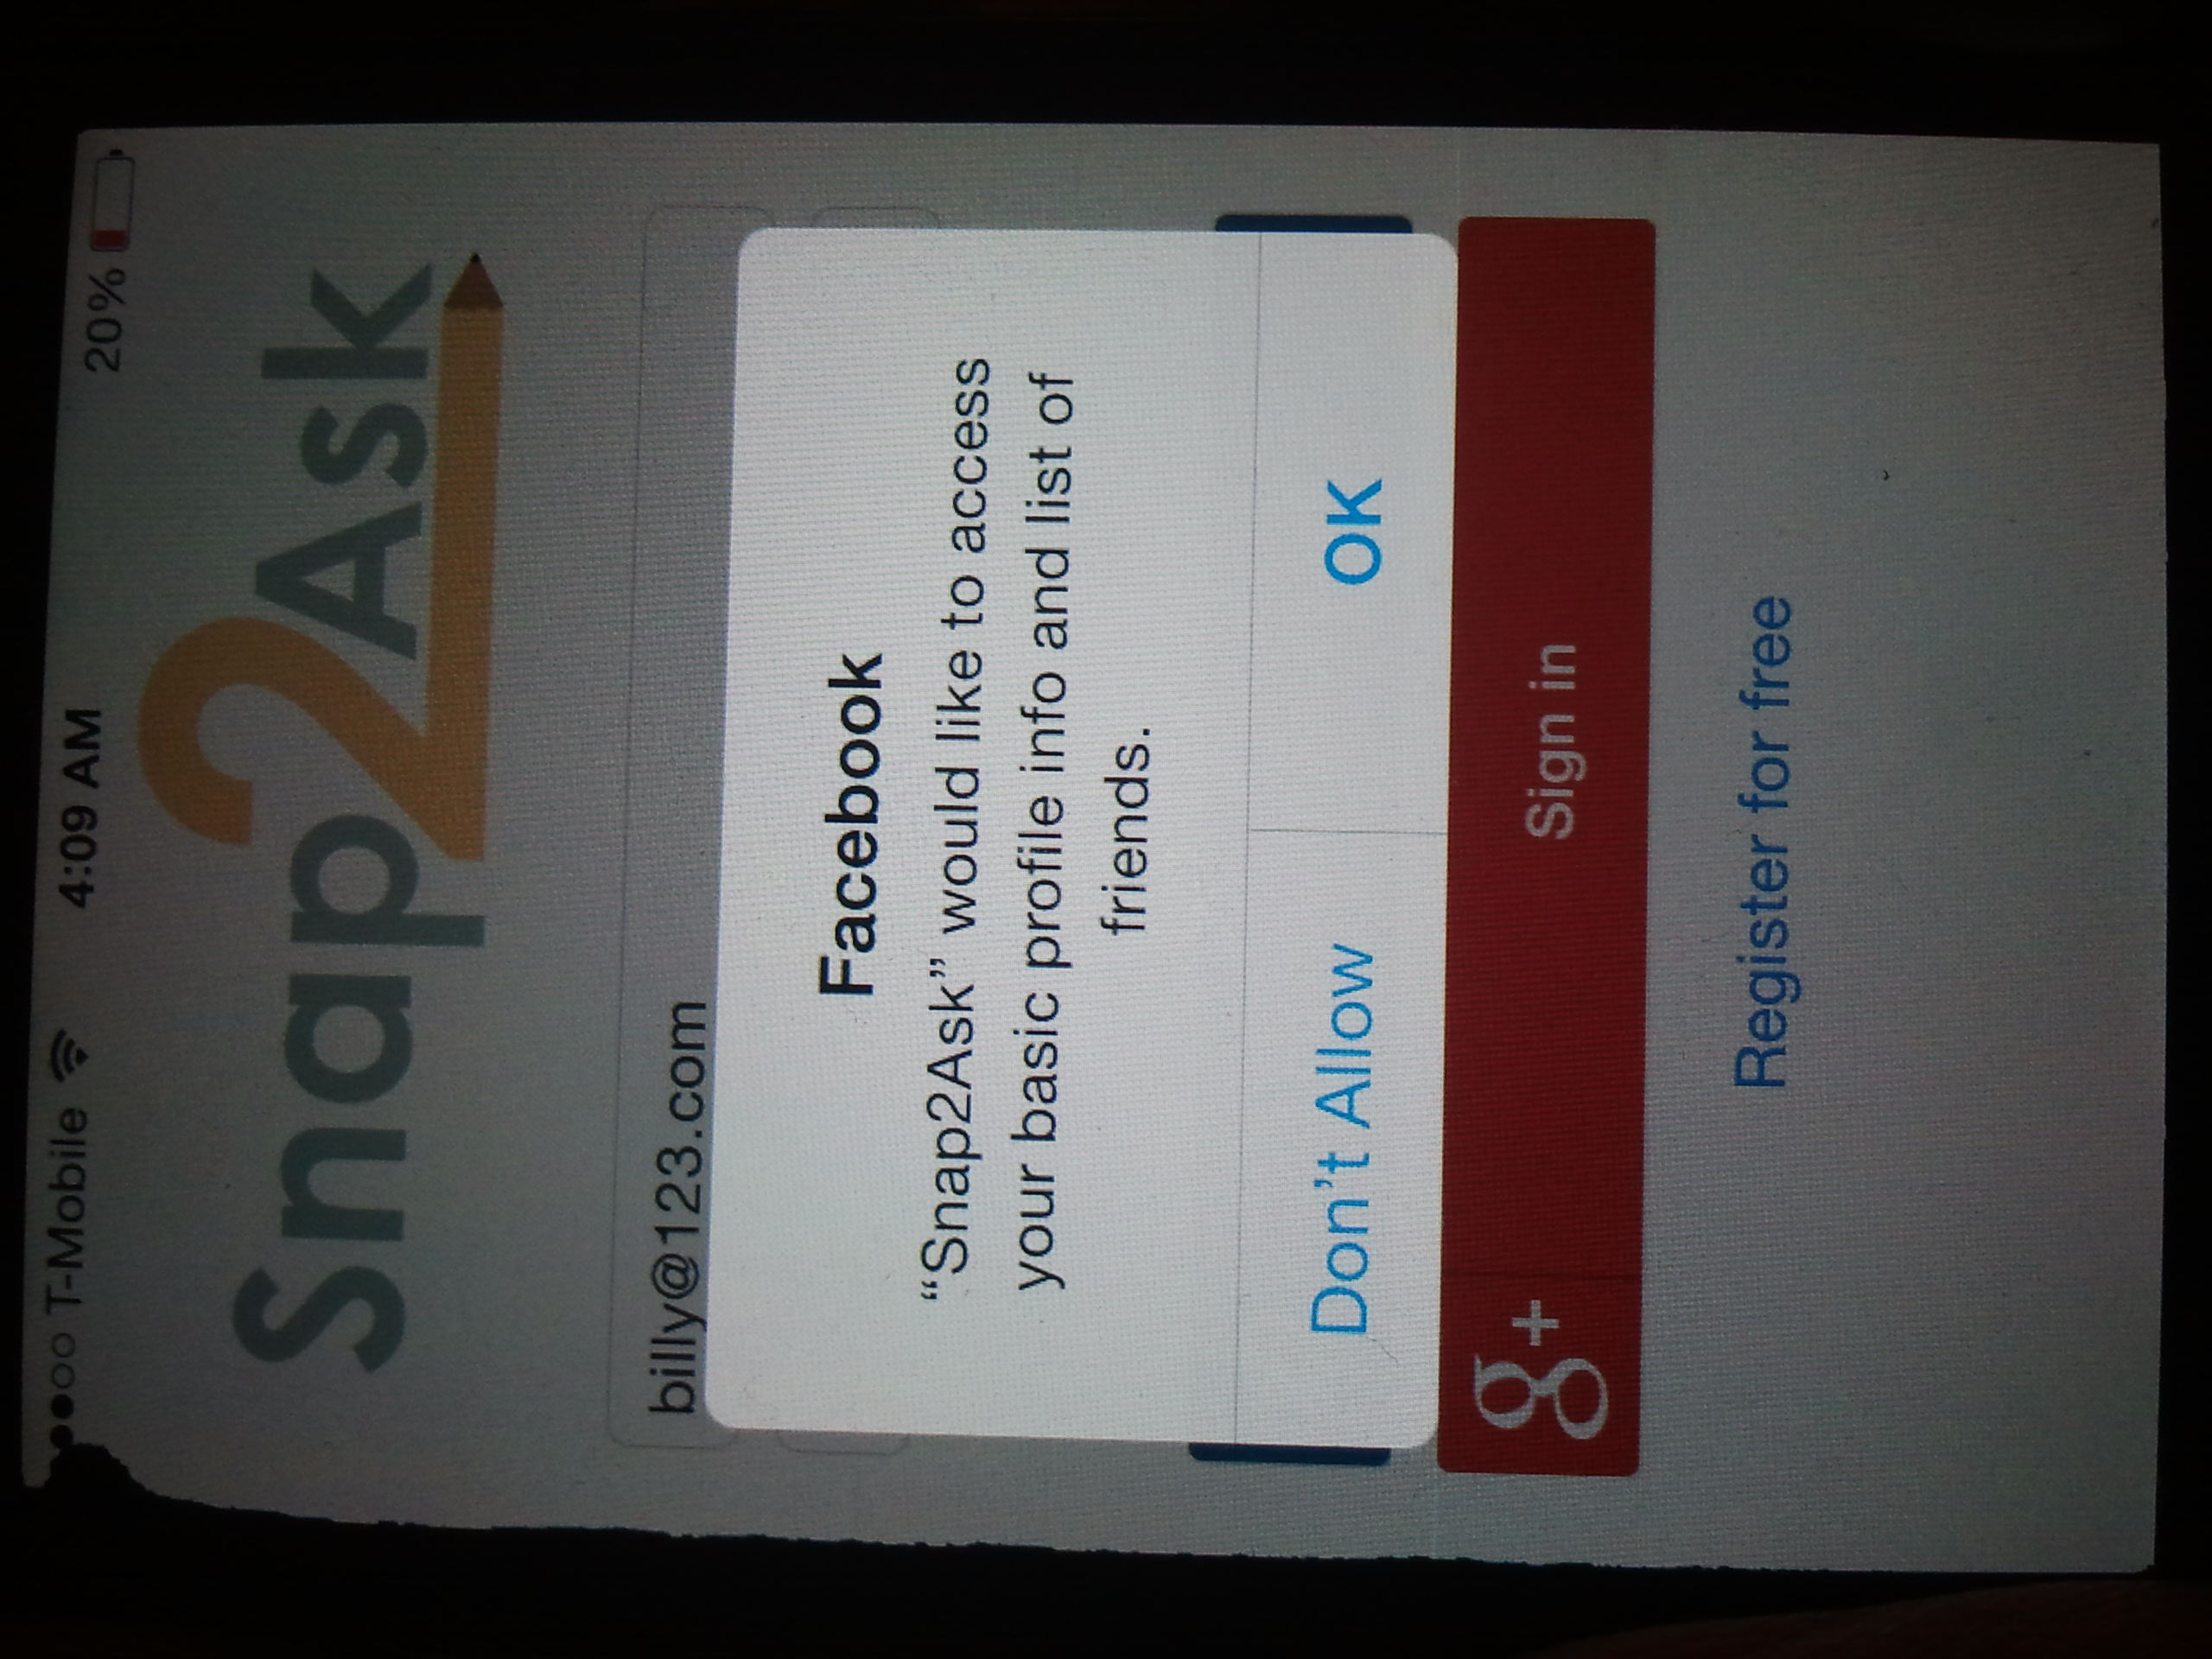 T-Mobile 4:09 AM 20%
Snap2Ask
billy@123.com
Facebook
“Snap2Ask” would like to access
your basic profile info and list of
friends.
Don't Allow OK
g+ Sign in
Register for free